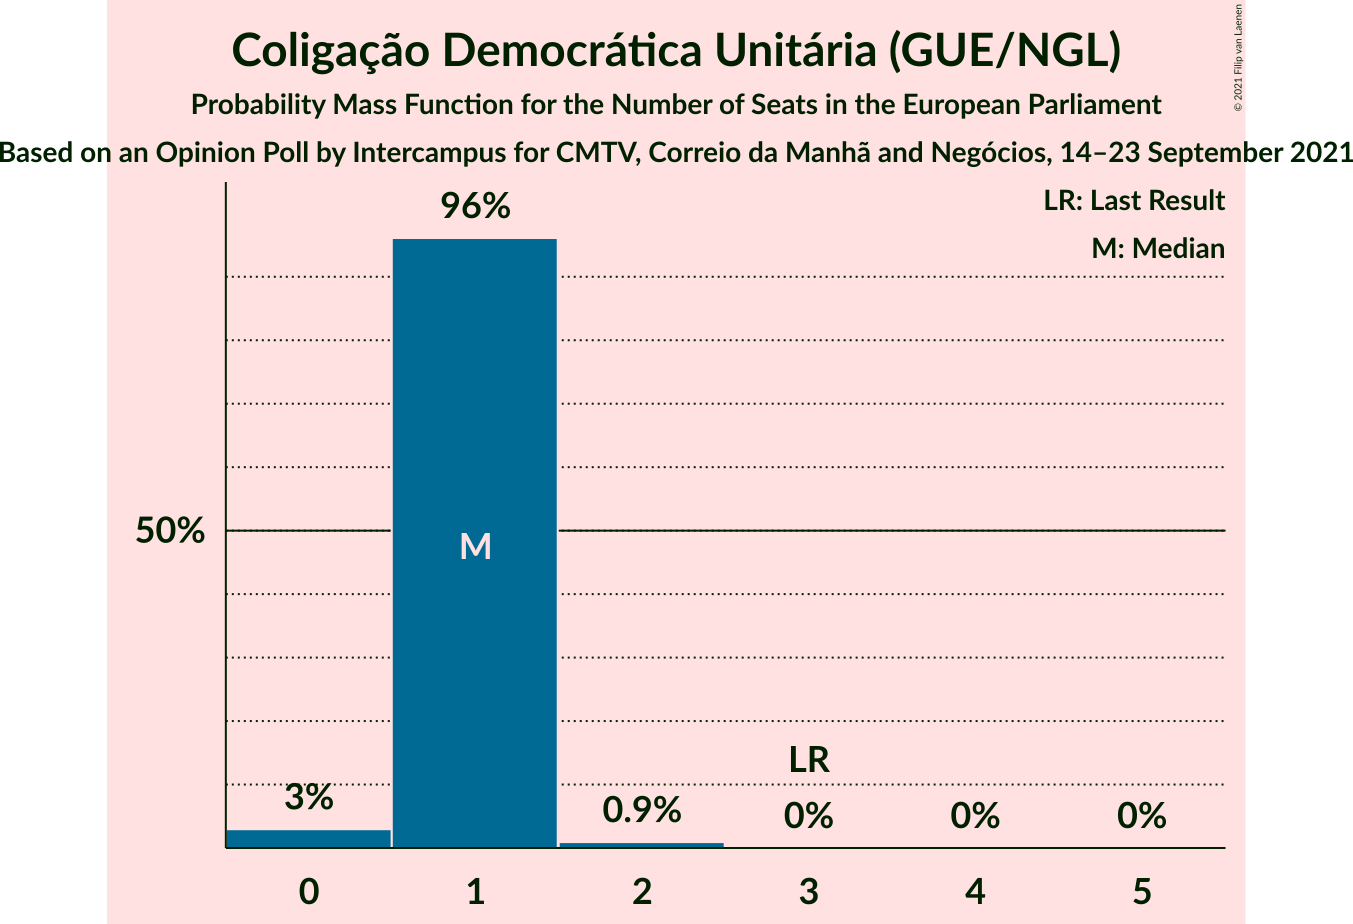 Coligação Democrática Unitária (GUE/NGL)
Probability Mass Function for the Number of Seats in the European Parliament
Based on an Opinion Poll by Intercampus for CMTV, Correio da Manhã and Negócios, 14–23 September 2021
© 2021 Filip van Laenen
LR: Last Result
M: Median
96%
50%
M
LR
3%
0.9%
0%
0%
0%
0 1 2 3 4 5